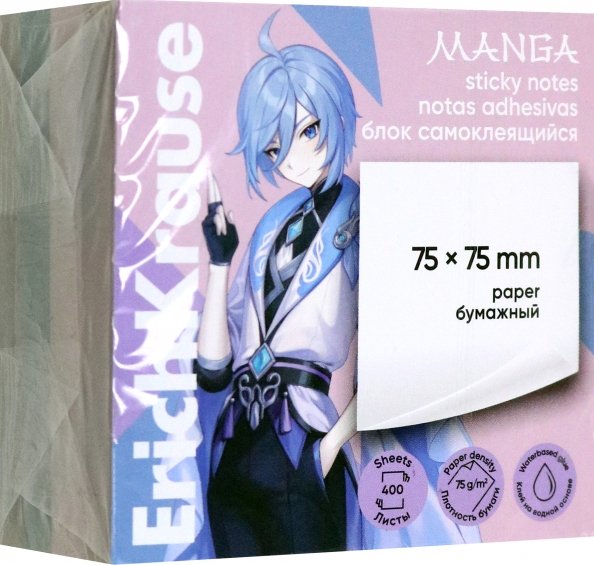 MANGA
sticky notes
notas adhesivas
блок самоклеящийся
ErichKrause
75 × 75 mm
paper
бумажный
Sheets
400
Листы
Paper density
75 g/m²
Плотность бумаги
Waterbased glue
Клей на водной основе